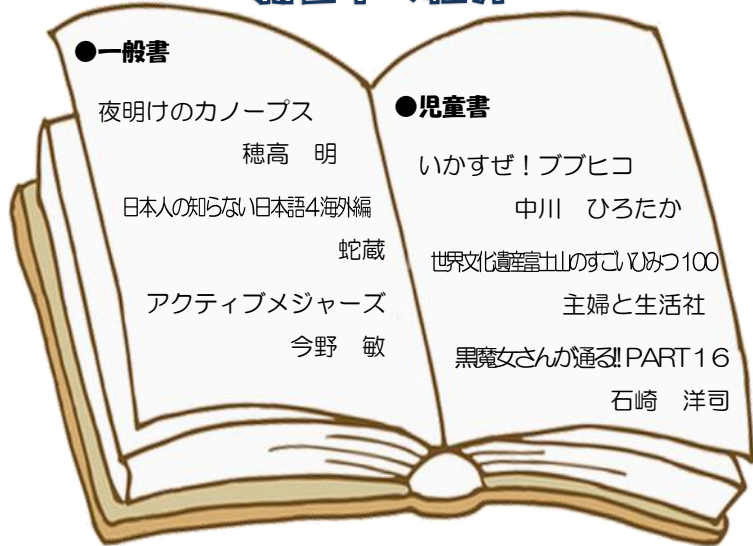 ●一般書
夜明けのカノープス
穂高　明
日本人の知らない日本語4海外編
蛇蔵
アクティブメジャーズ
今野　敏
●児童書
いかすぜ！ブブヒコ
中川　ひろたか
世界文化遺産富士山のすごいひみつ100
主婦と生活社
黒魔女さんが通る!! PART１６
石崎　洋司